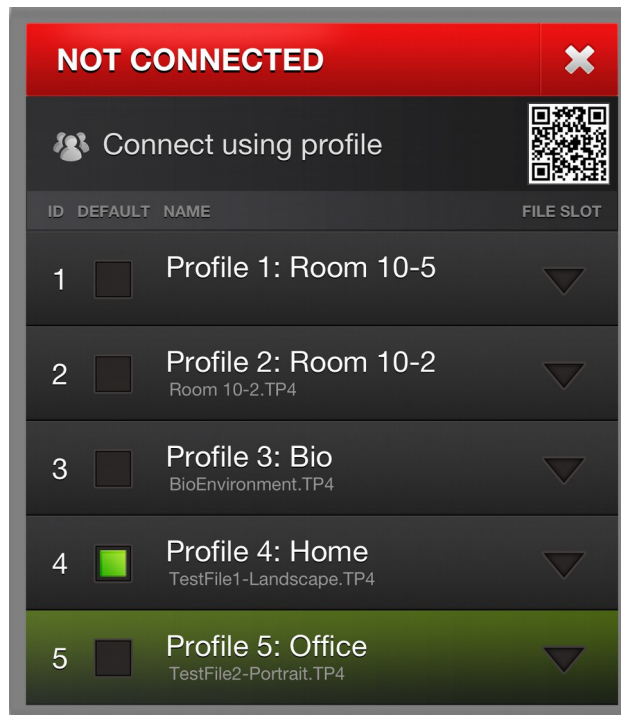 NOT CONNECTED
Connect using profile
ID DEFAULT NAME FILE SLOT
1 Profile 1: Room 10-5
2 Profile 2: Room 10-2
Room 10-2.TP4
3 Profile 3: Bio
BioEnvironment.TP4
4 Profile 4: Home
TestFile1-Landscape.TP4
5 Profile 5: Office
TestFile2-Portrait.TP4